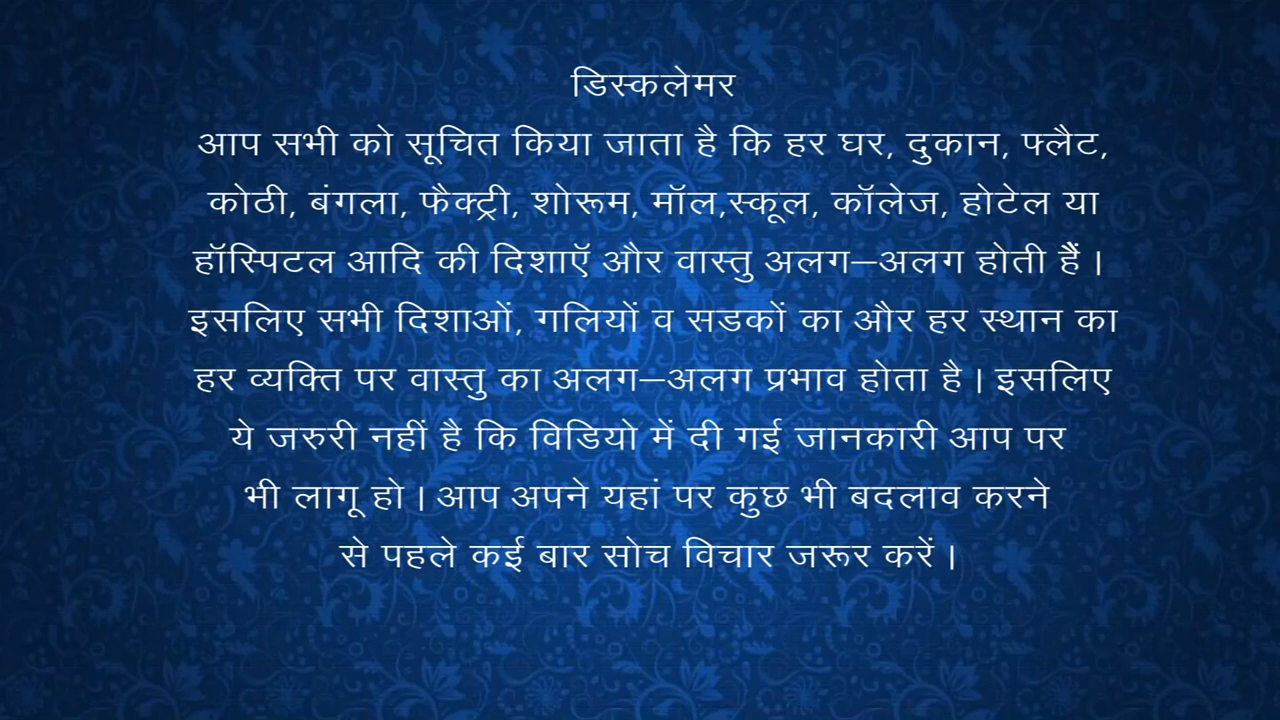 डिस्कलेमर
आप सभी को सूचित किया जाता है कि हर घर, दुकान, फ्लैट,
कोठी, बंगला, फैक्ट्री, शोरूम, मॉल,स्कूल, कॉलेज, होटेल या
हॉस्पिटल आदि की दिशाऍ और वास्तु अलग–अलग होती हैं ।
इसलिए सभी दिशाओं, गलियों व सडकों का और हर स्थान का
हर व्यक्ति पर वास्तु का अलग–अलग प्रभाव होता है । इसलिए
ये जरुरी नहीं है कि विडियो में दी गई जानकारी आप पर
भी लागू हो । आप अपने यहां पर कुछ भी बदलाव करने
से पहले कई बार सोच विचार जरूर करें ।